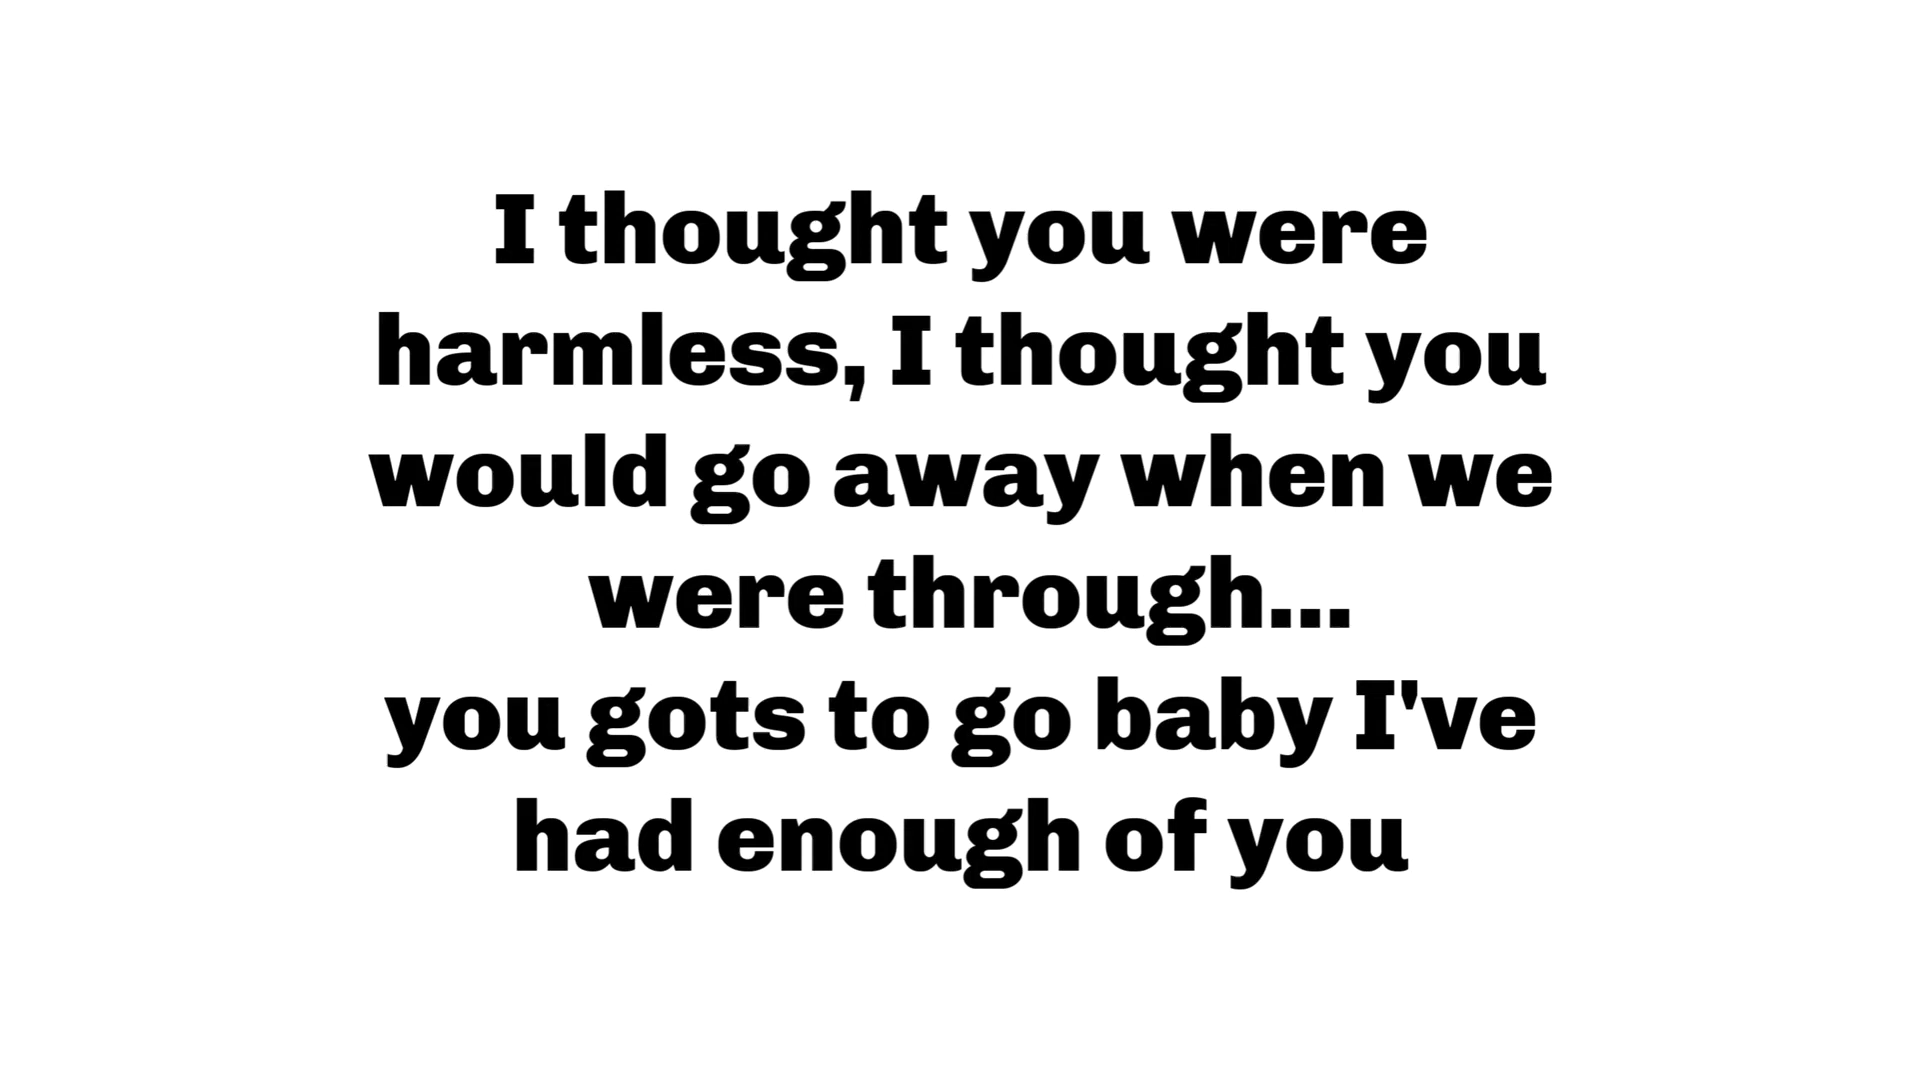 I thought you were
harmless, I thought you
would go away when we
were through...
you gots to go baby I've
had enough of you